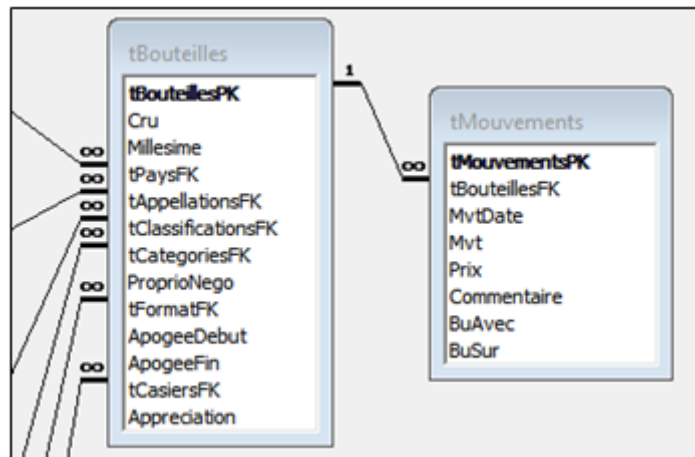 tBouteilles
tBouteillesPK
Cru
Millesime
tPaysFK
tAppellationsFK
tClassificationsFK
tCategoriesFK
ProprioNego
tFormatFK
ApogeeDebut
ApogeeFin
tCasiersFK
Appreciation
1
∞
∞
∞
∞
∞
∞
∞
tMouvements
tMouvementsPK
tBouteillesFK
MvtDate
Mvt
Prix
Commentaire
BuAvec
BuSur